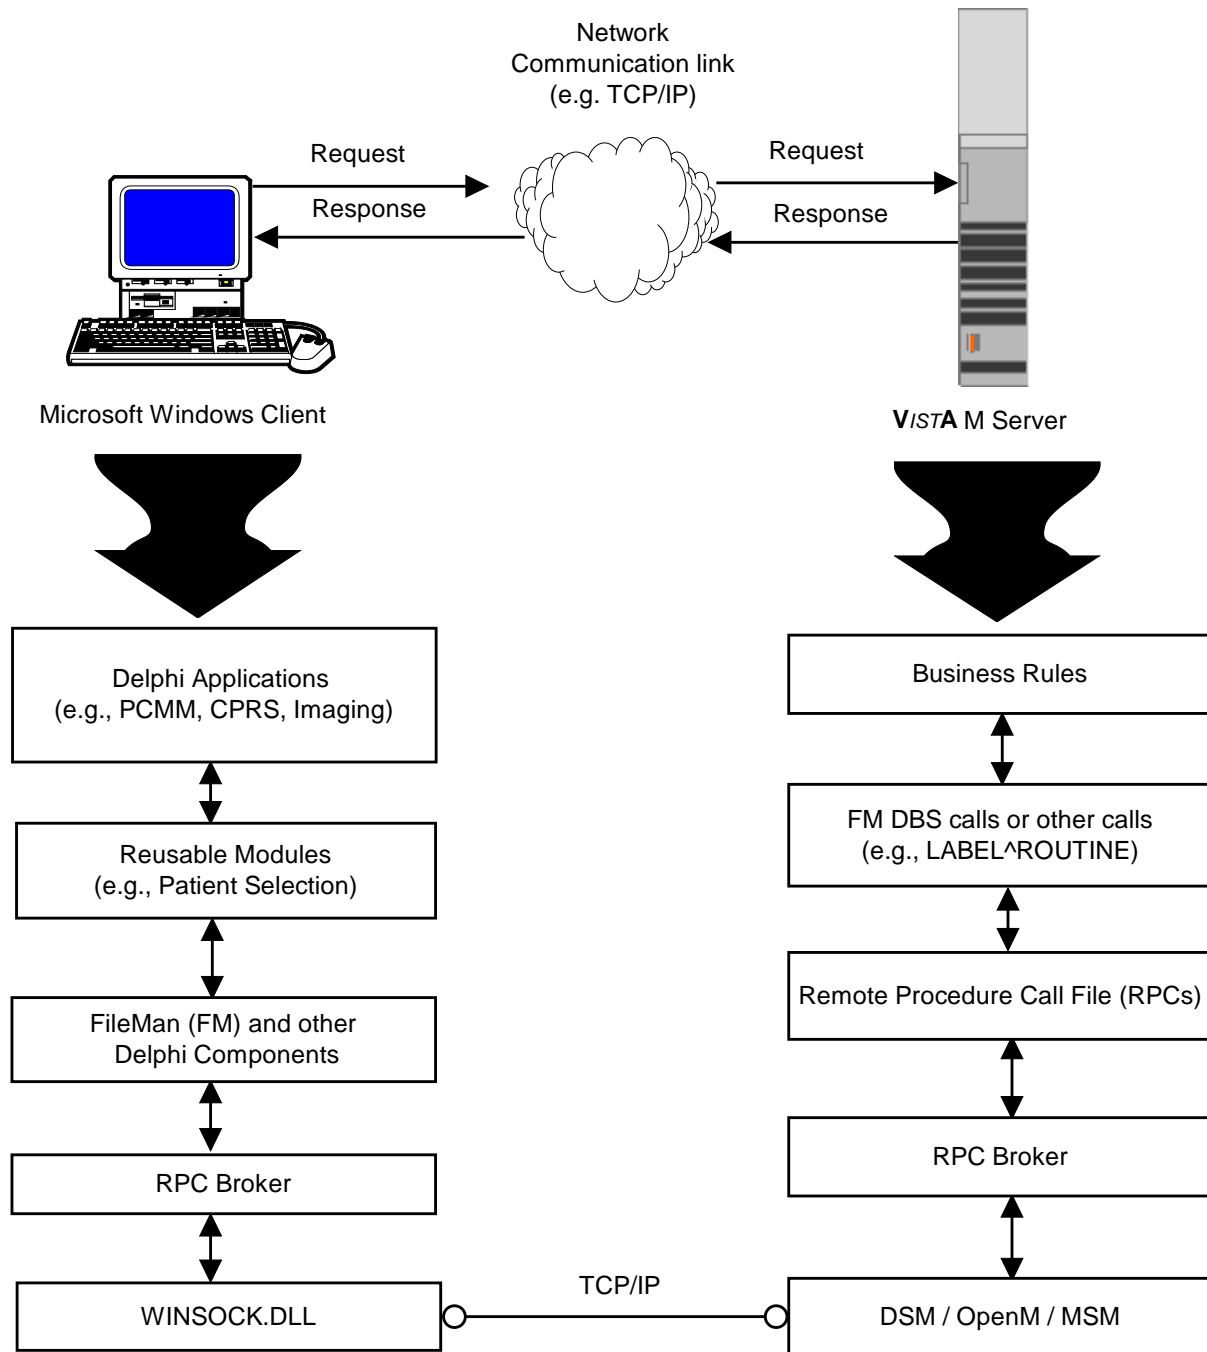 Network
Communication link
(e.g. TCP/IP)
Request
Response
Request
Response
Microsoft Windows Client
VISTA M Server
Delphi Applications
(e.g., PCMM, CPRS, Imaging)
Reusable Modules
(e.g., Patient Selection)
FileMan (FM) and other
Delphi Components
RPC Broker
WINSOCK.DLL
TCP/IP
Business Rules
FM DBS calls or other calls
(e.g., LABEL^ROUTINE)
Remote Procedure Call File (RPCs)
RPC Broker
DSM / OpenM / MSM